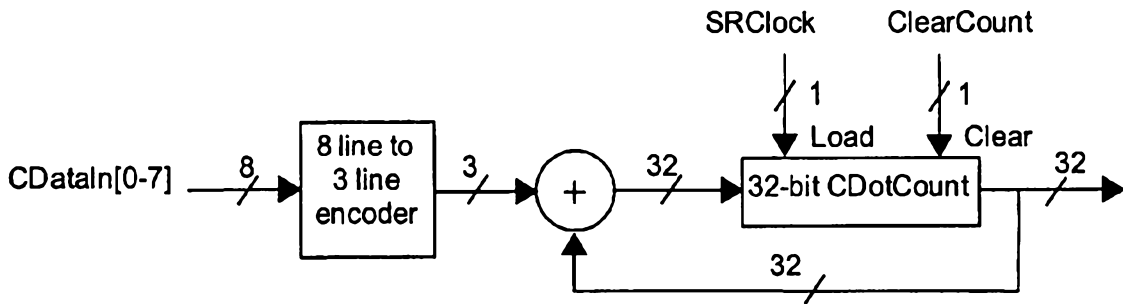 SRClock ClearCount
1 1
Load Clear
CDataIn[0-7] 8 8 line to 3 line encoder 3 + 32 32-bit CDotCount 32
32